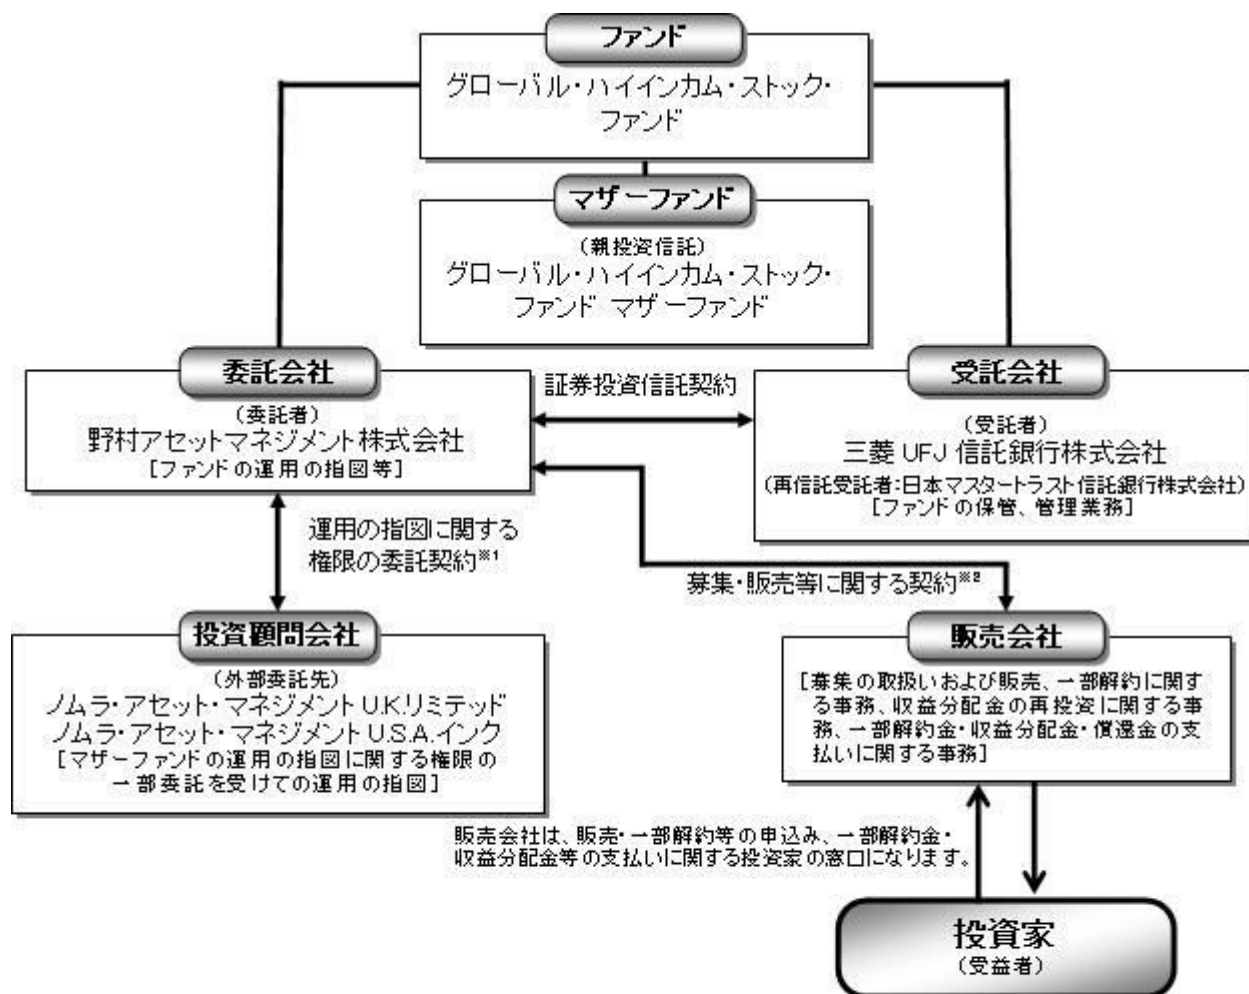 ファンド
グローバル・ハイインカム・ストック・
ファンド
マザーファンド
(親投資信託)
グローバル・ハイインカム・ストック・
ファンド マザーファンド
委託会社
(委託者)
野村アセットマネジメント株式会社
[ファンドの運用の指図等]
証券投資信託契約
受託会社
(受託者)
三菱 UFJ 信託銀行株式会社
(再信託受託者:日本マスタートラスト信託銀行株式会社)
[ファンドの保管、管理業務]
運用の指図に関する
権限の委託契約※1
募集・販売等に関する契約※2
投資顧問会社
(外部委託先)
ノムラ・アセット・マネジメント U.K.リミテッド
ノムラ・アセット・マネジメント U.S.A.インク
[マザーファンドの運用の指図に関する権限の
一部委託を受けての運用の指図]
販売会社
[募集の取扱いおよび販売、一部解約に関す
る事務、収益分配金の再投資に関する事
務、一部解約金・収益分配金・償還金の支
払いに関する事務]
販売会社は、販売・一部解約等の申込み、一部解約金・
収益分配金等の支払いに関する投資家の窓口になります。
投資家
(受益者)